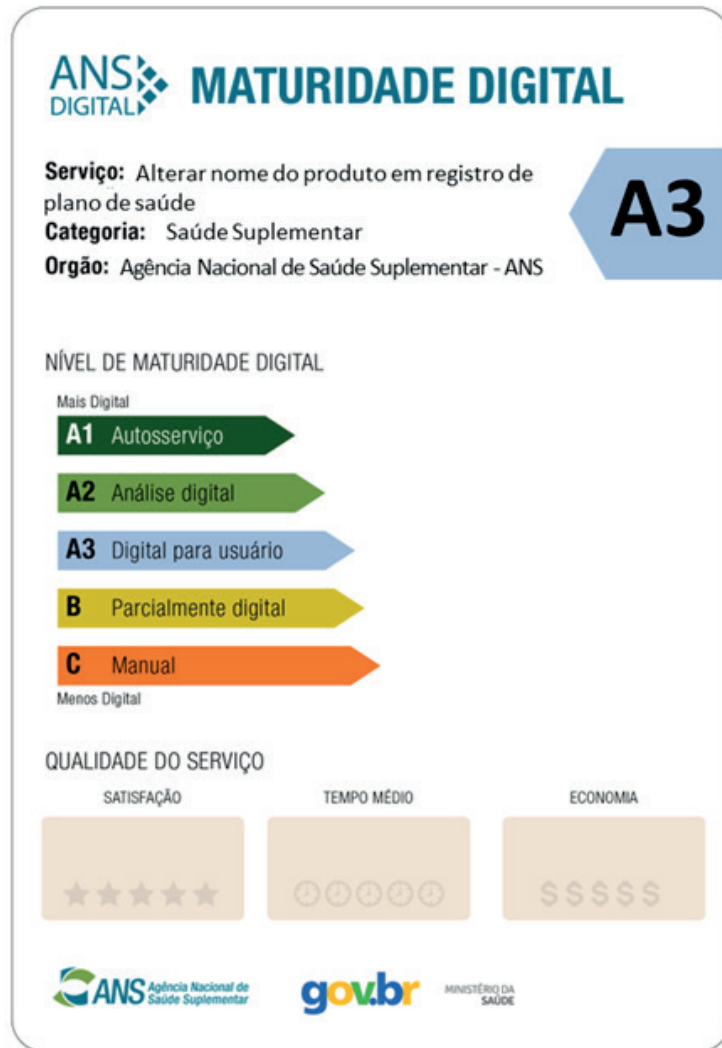 ANS
DIGITAL
MATURIDADE DIGITAL
Serviço: Alterar nome do produto em registro de
plano de saúde
Categoria: Saúde Suplementar
Orgão: Agência Nacional de Saúde Suplementar - ANS
A3
NÍVEL DE MATURIDADE DIGITAL
Mais Digital
A1 Autosserviço
A2 Análise digital
A3 Digital para usuário
B Parcialmente digital
C Manual
Menos Digital
QUALIDADE DO SERVIÇO
SATISFAÇÃO TEMPO MÉDIO ECONOMIA
$$$$$
ANS Agência Nacional de
Saúde Suplementar
gov.br
MINISTÉRIO DA
SAÚDE